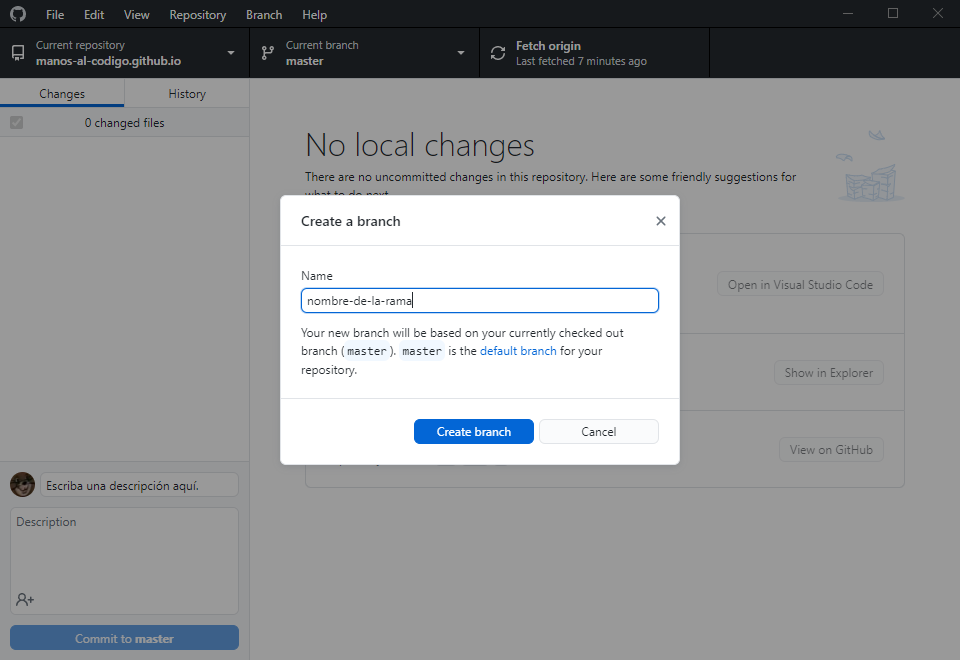 File Edit View Repository Branch Help
Current repository
manos-al-codigo.github.io
Current branch
master
Fetch origin
Last fetched 7 minutes ago
Changes History
0 changed files
No local changes
There are no uncommitted changes in this repository. Here are some friendly suggestions for
what to do next
Create a branch
Name
nombre-de-la-rama
Your new branch will be based on your currently checked out
branch (master). master is the default branch for your
repository.
Create branch Cancel
Open in Visual Studio Code
Show in Explorer
View on GitHub
Escriba una descripción aquí.
Description
Commit to master